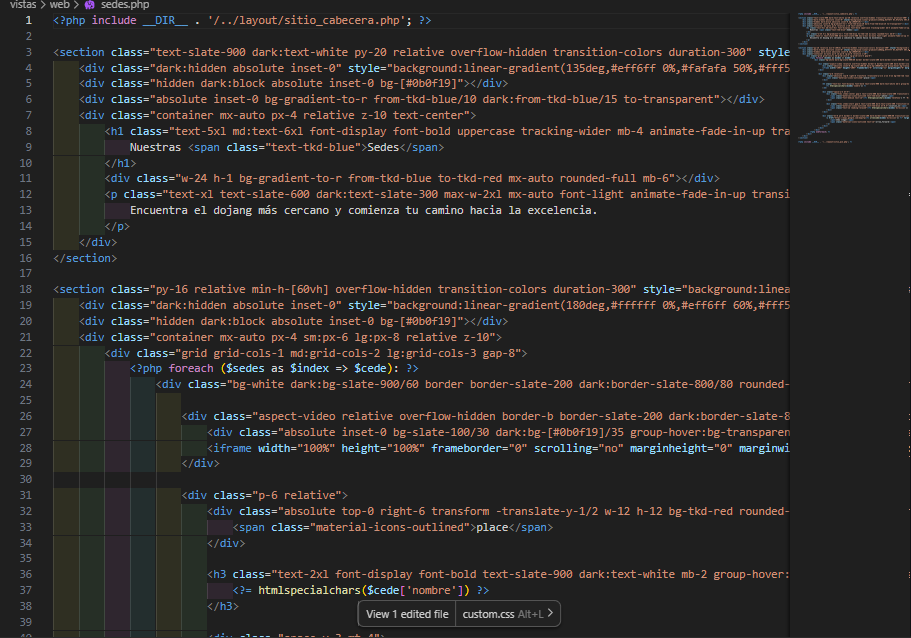 vistas > web > sedes.php
1 <?php include __DIR__ . '/../layout/sitio_cabecera.php'; ?>
2
3 <section class="text-slate-900 dark:text-white py-20 relative overflow-hidden transition-colors duration-300" style
4 <div class="dark:hidden absolute inset-0" style="background:linear-gradient(135deg,#eff6ff 0%,#fafafa 50%,#fff5
5 <div class="hidden dark:block absolute inset-0 bg-[#0b0f19]"></div>
6 <div class="absolute inset-0 bg-gradient-to-r from-tkd-blue/10 dark:from-tkd-blue/15 to-transparent"></div>
7 <div class="container mx-auto px-4 relative z-10 text-center">
8 <h1 class="text-5xl md:text-6xl font-display font-bold uppercase tracking-wider mb-4 animate-fade-in-up tra
9 Nuestras <span class="text-tkd-blue">Sedes</span>
10 </h1>
11 <div class="w-24 h-1 bg-gradient-to-r from-tkd-blue to-tkd-red mx-auto rounded-full mb-6"></div>
12 <p class="text-xl text-slate-600 dark:text-slate-300 max-w-2xl mx-auto font-light animate-fade-in-up transi
13 Encuentra el dojang más cercano y comienza tu camino hacia la excelencia.
14 </p>
15 </div>
16 </section>
17
18 <section class="py-16 relative min-h-[60vh] overflow-hidden transition-colors duration-300" style="background:linea
19 <div class="dark:hidden absolute inset-0" style="background:linear-gradient(180deg,#ffffff 0%,#eff6ff 60%,#fff5
20 <div class="hidden dark:block absolute inset-0 bg-[#0b0f19]"></div>
21 <div class="container mx-auto px-4 sm:px-6 lg:px-8 relative z-10">
22 <div class="grid grid-cols-1 md:grid-cols-2 lg:grid-cols-3 gap-8">
23 <?php foreach ($sedes as $index => $cede): ?>
24 <div class="bg-white dark:bg-slate-900/60 border border-slate-200 dark:border-slate-800/80 rounded-
25
26 <div class="aspect-video relative overflow-hidden border-b border-slate-200 dark:border-slate-8
27 <div class="absolute inset-0 bg-slate-100/30 dark:bg-[#0b0f19]/35 group-hover:bg-transparen
28 <iframe width="100%" height="100%" frameborder="0" scrolling="no" marginheight="0" marginwi
29 </div>
30
31 <div class="p-6 relative">
32 <div class="absolute top-0 right-6 transform -translate-y-1/2 w-12 h-12 bg-tkd-red rounded-
33 <span class="material-icons-outlined">place</span>
34 </div>
35
36 <h3 class="text-2xl font-display font-bold text-slate-900 dark:text-white mb-2 group-hover:
37 <?= htmlspecialchars($cede['nombre']) ?>
38 </h3>
39
View 1 edited file custom.css Alt+L >